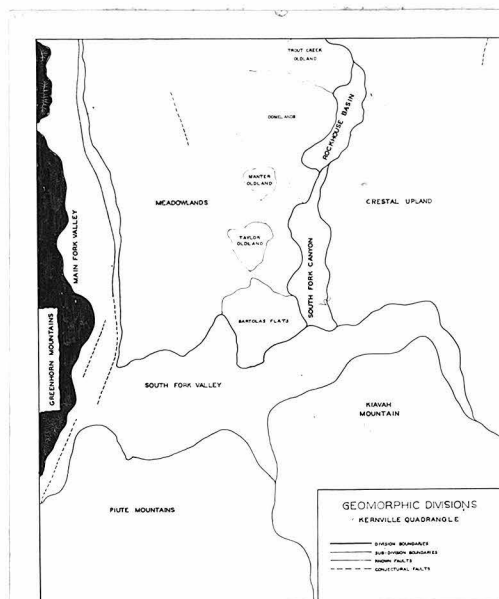 TROUT CREEK
OLDLAND
ROCKHOUSE BASIN
DOMELANDS
MANTER
OLDLAND
MEADOWLANDS
CRESTAL UPLAND
MAIN FORK VALLEY
TAYLOR
OLDLAND
SOUTH FORK CANYON
BARTOLAS FLATS
GREENHORN MOUNTAINS
SOUTH FORK VALLEY
KIAVAH
MOUNTAIN
PIUTE MOUNTAINS
GEOMORPHIC DIVISIONS
KERNVILLE QUADRANGLE
DIVISION BOUNDARIES
SUB-DIVISION BOUNDARIES
KNOWN FAULTS
CONJECTURAL FAULTS